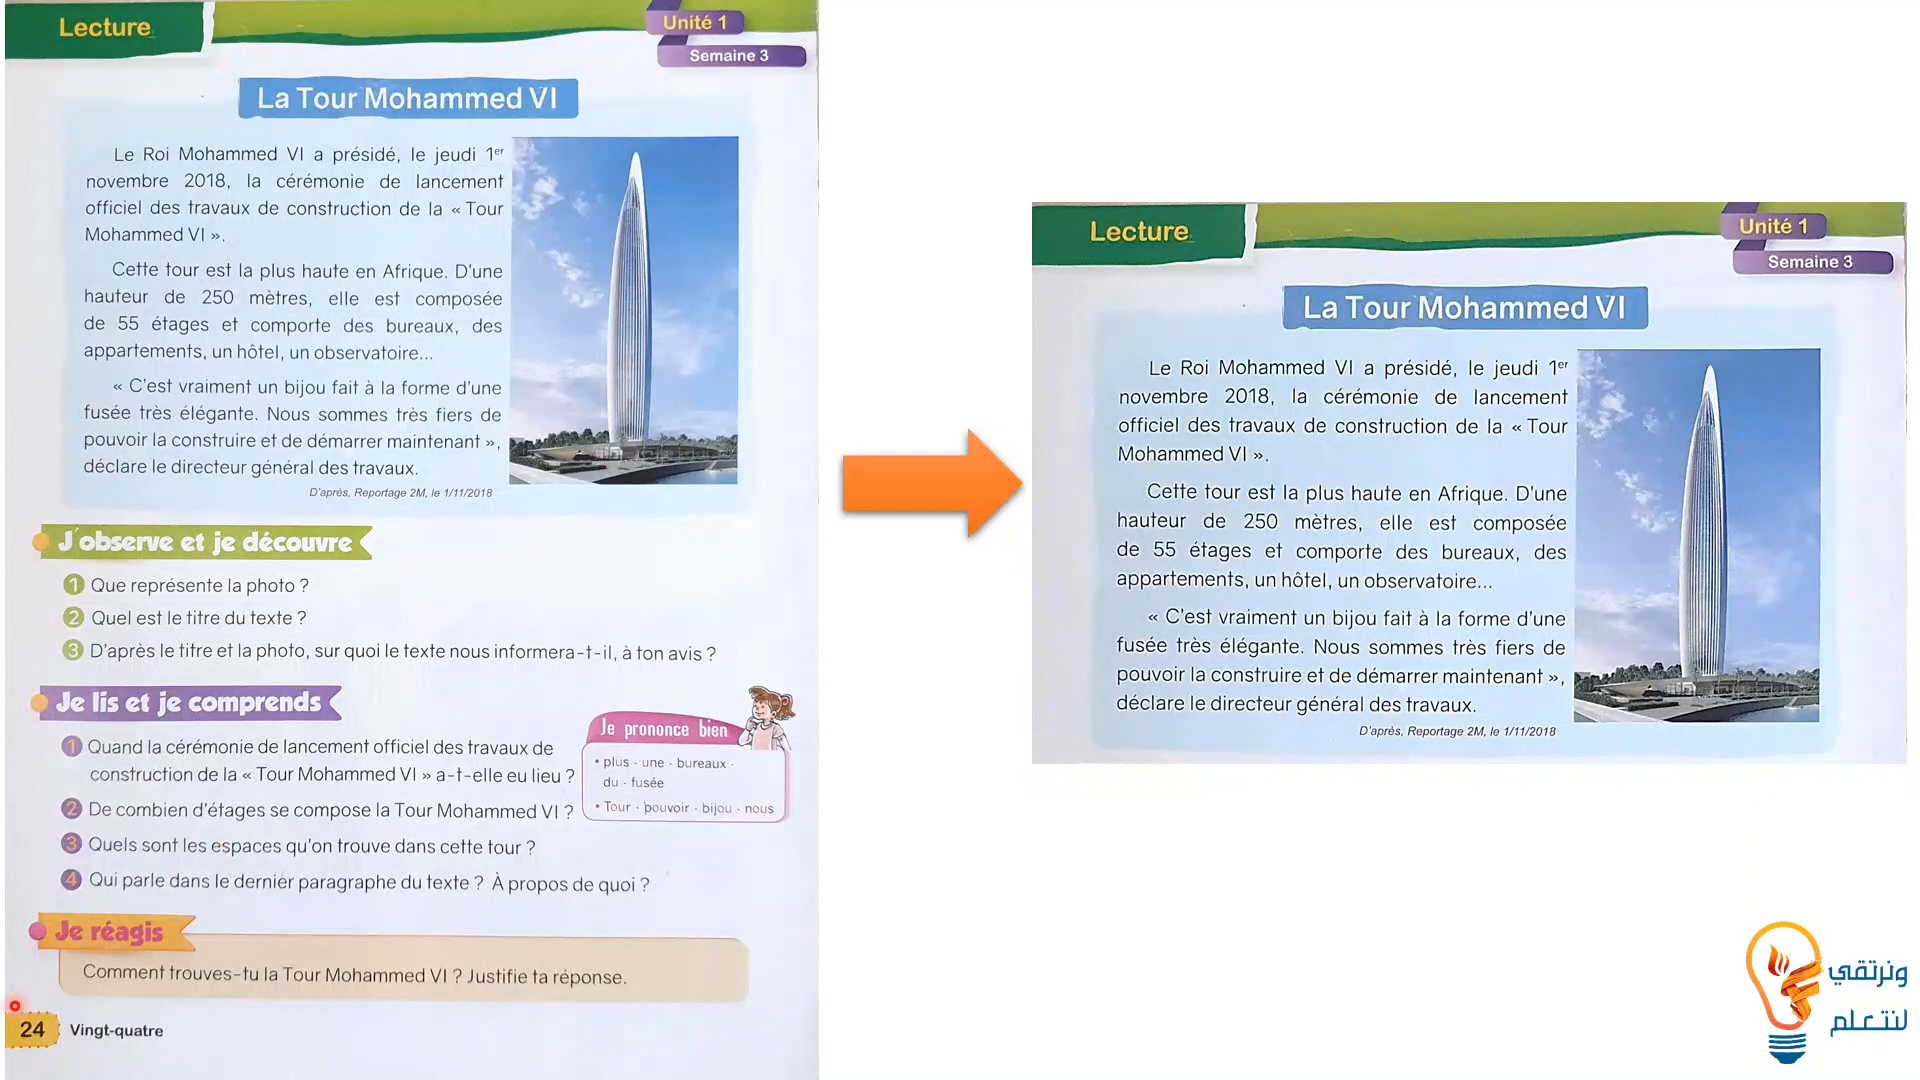 Lecture
Unité 1
Semaine 3
La Tour Mohammed VI
Le Roi Mohammed VI a présidé, le jeudi 1er
novembre 2018, la cérémonie de lancement
officiel des travaux de construction de la « Tour
Mohammed VI ».
Cette tour est la plus haute en Afrique. D'une
hauteur de 250 mètres, elle est composée
de 55 étages et comporte des bureaux, des
appartements, un hôtel, un observatoire...
« C'est vraiment un bijou fait à la forme d'une
fusée très élégante. Nous sommes très fiers de
pouvoir la construire et de démarrer maintenant »,
déclare le directeur général des travaux.
D'après, Reportage 2M, le 1/11/2018
J'observe et je découvre
1 Que représente la photo ?
2 Quel est le titre du texte ?
3 D'après le titre et la photo, sur quoi le texte nous informera-t-il, à ton avis ?
Je lis et je comprends
1 Quand la cérémonie de lancement officiel des travaux de
construction de la « Tour Mohammed VI » a-t-elle eu lieu ?
2 De combien d'étages se compose la Tour Mohammed VI ?
3 Quels sont les espaces qu'on trouve dans cette tour ?
4 Qui parle dans le dernier paragraphe du texte ? À propos de quoi ?
Je prononce bien
• plus - une - bureaux -
du - fusée
• Tour - pouvoir - bijou - nous
Je réagis
Comment trouves-tu la Tour Mohammed VI ? Justifie ta réponse.
24 Vingt-quatre
Lecture
Unité 1
Semaine 3
La Tour Mohammed VI
Le Roi Mohammed VI a présidé, le jeudi 1er
novembre 2018, la cérémonie de lancement
officiel des travaux de construction de la « Tour
Mohammed VI ».
Cette tour est la plus haute en Afrique. D'une
hauteur de 250 mètres, elle est composée
de 55 étages et comporte des bureaux, des
appartements, un hôtel, un observatoire...
« C'est vraiment un bijou fait à la forme d'une
fusée très élégante. Nous sommes très fiers de
pouvoir la construire et de démarrer maintenant »,
déclare le directeur général des travaux.
D'après, Reportage 2M, le 1/11/2018
ونرتقي
لنتعلم